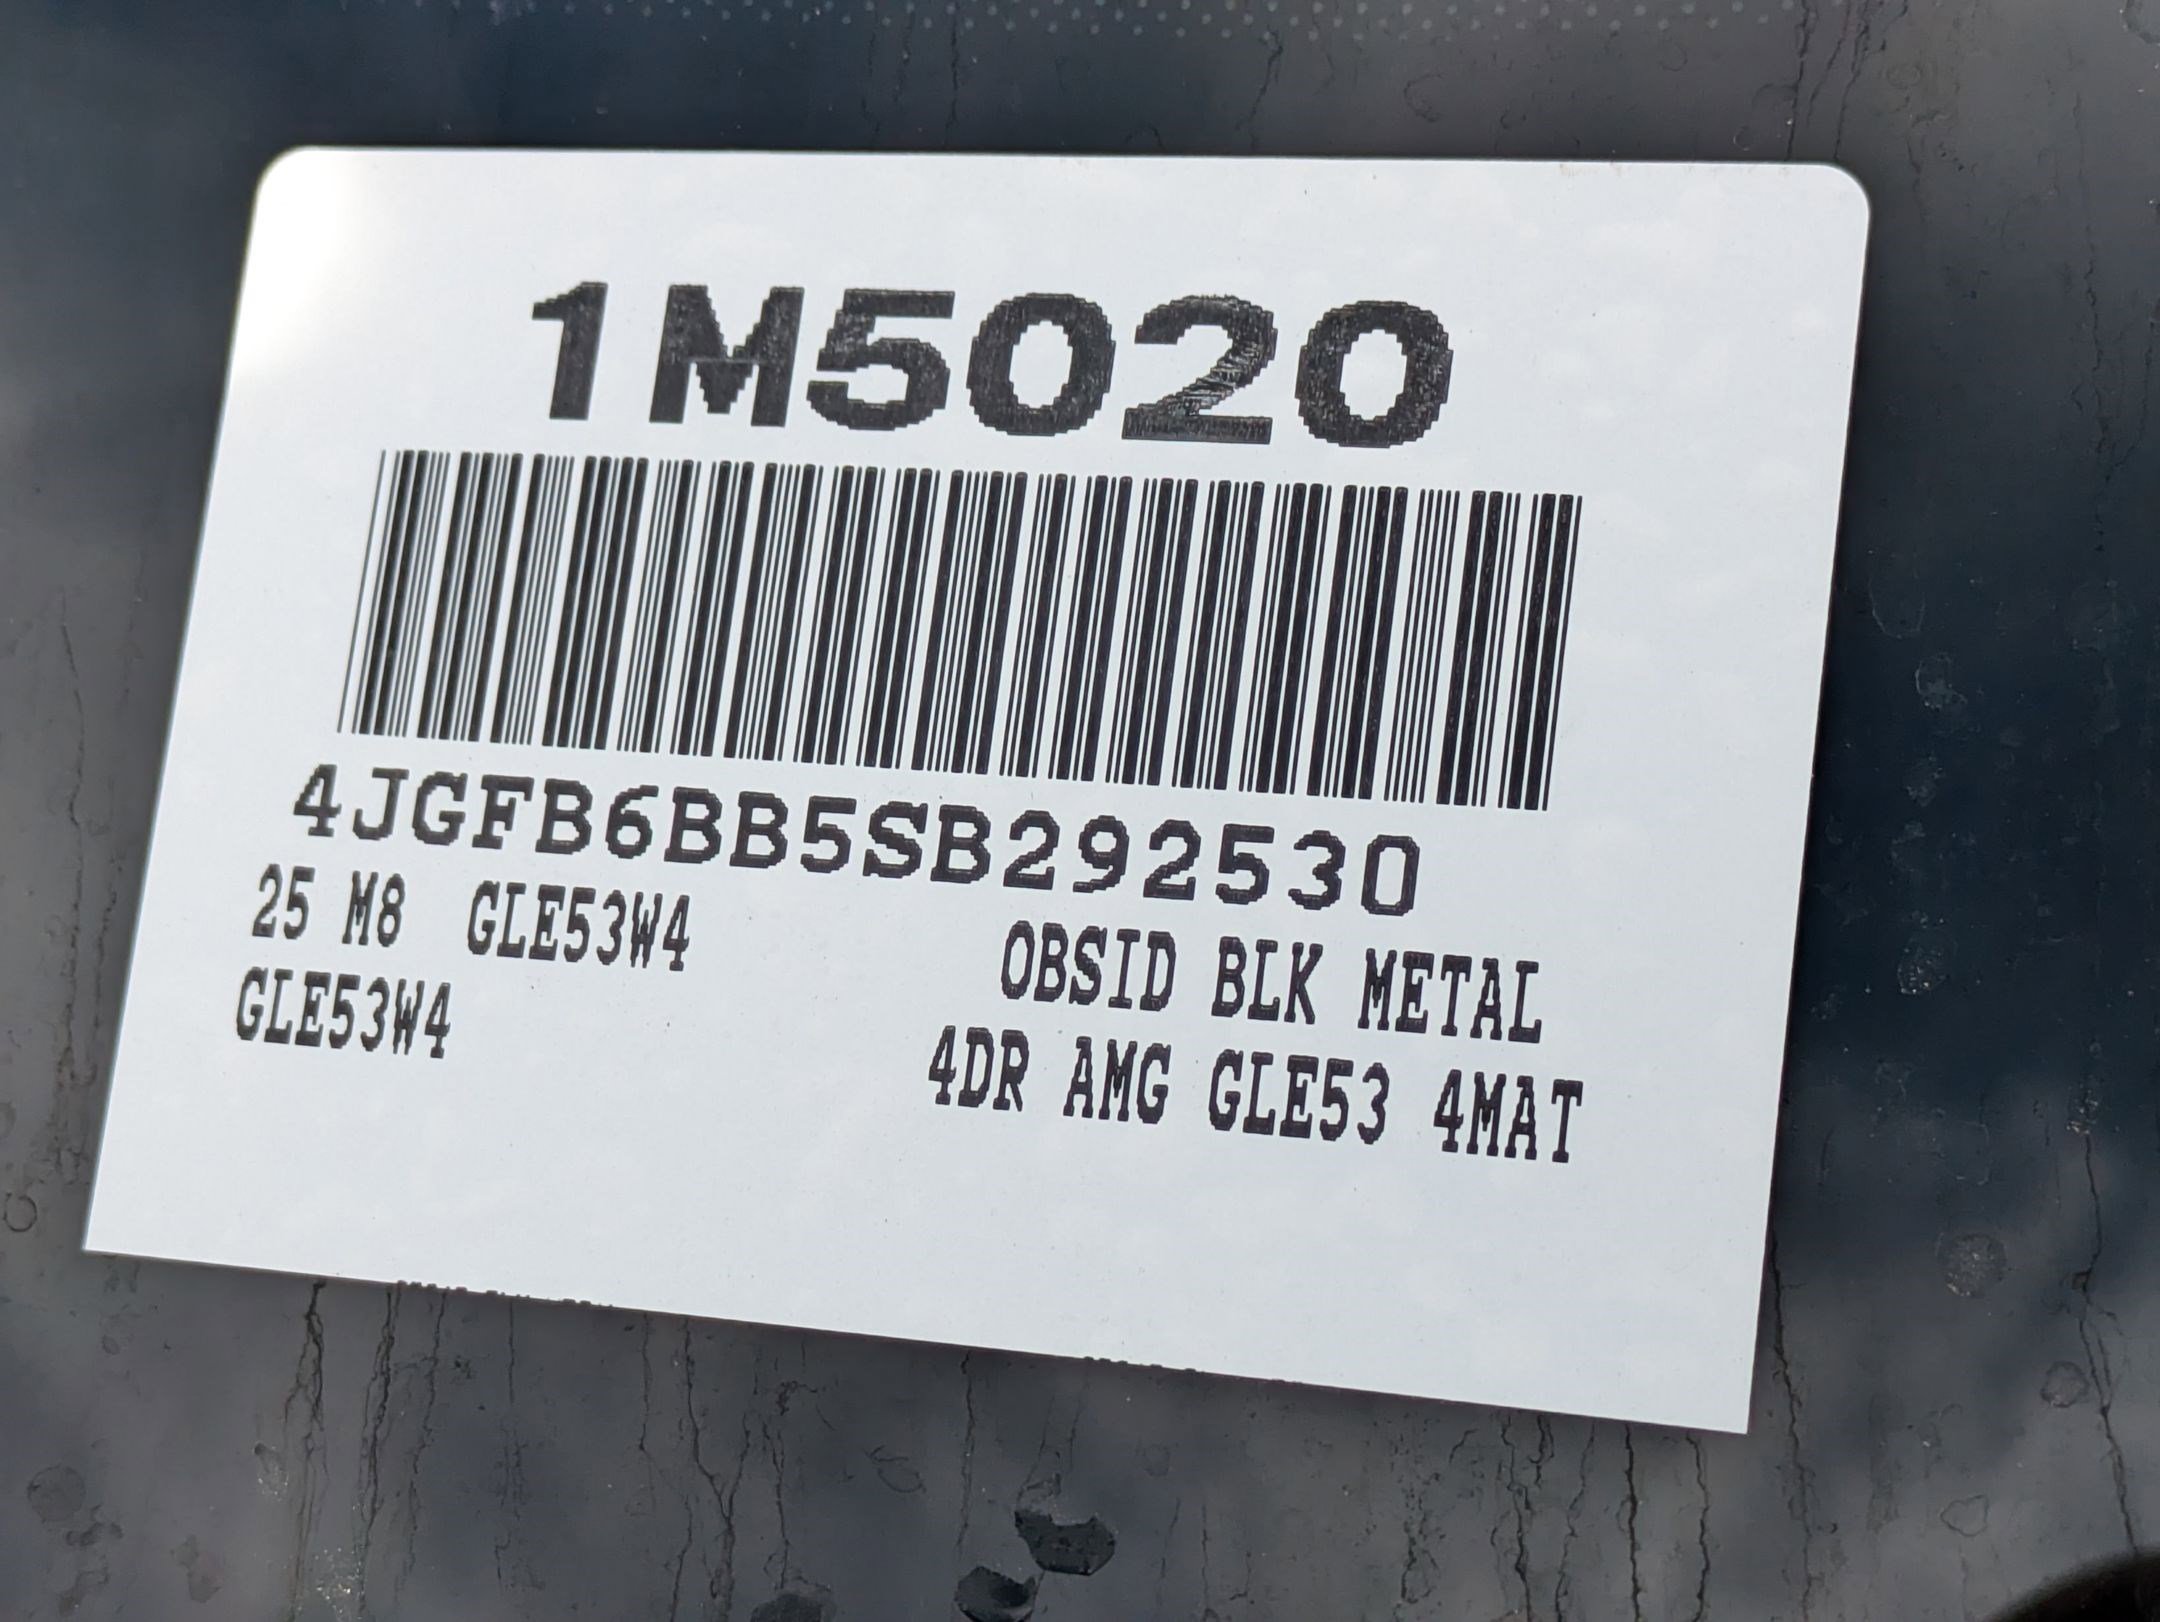 1M5020
4JGFB6BB5SB292530
25 M8 GLE53W4
OBSID BLK METAL
GLE53W4
4DR AMG GLE53 4MAT